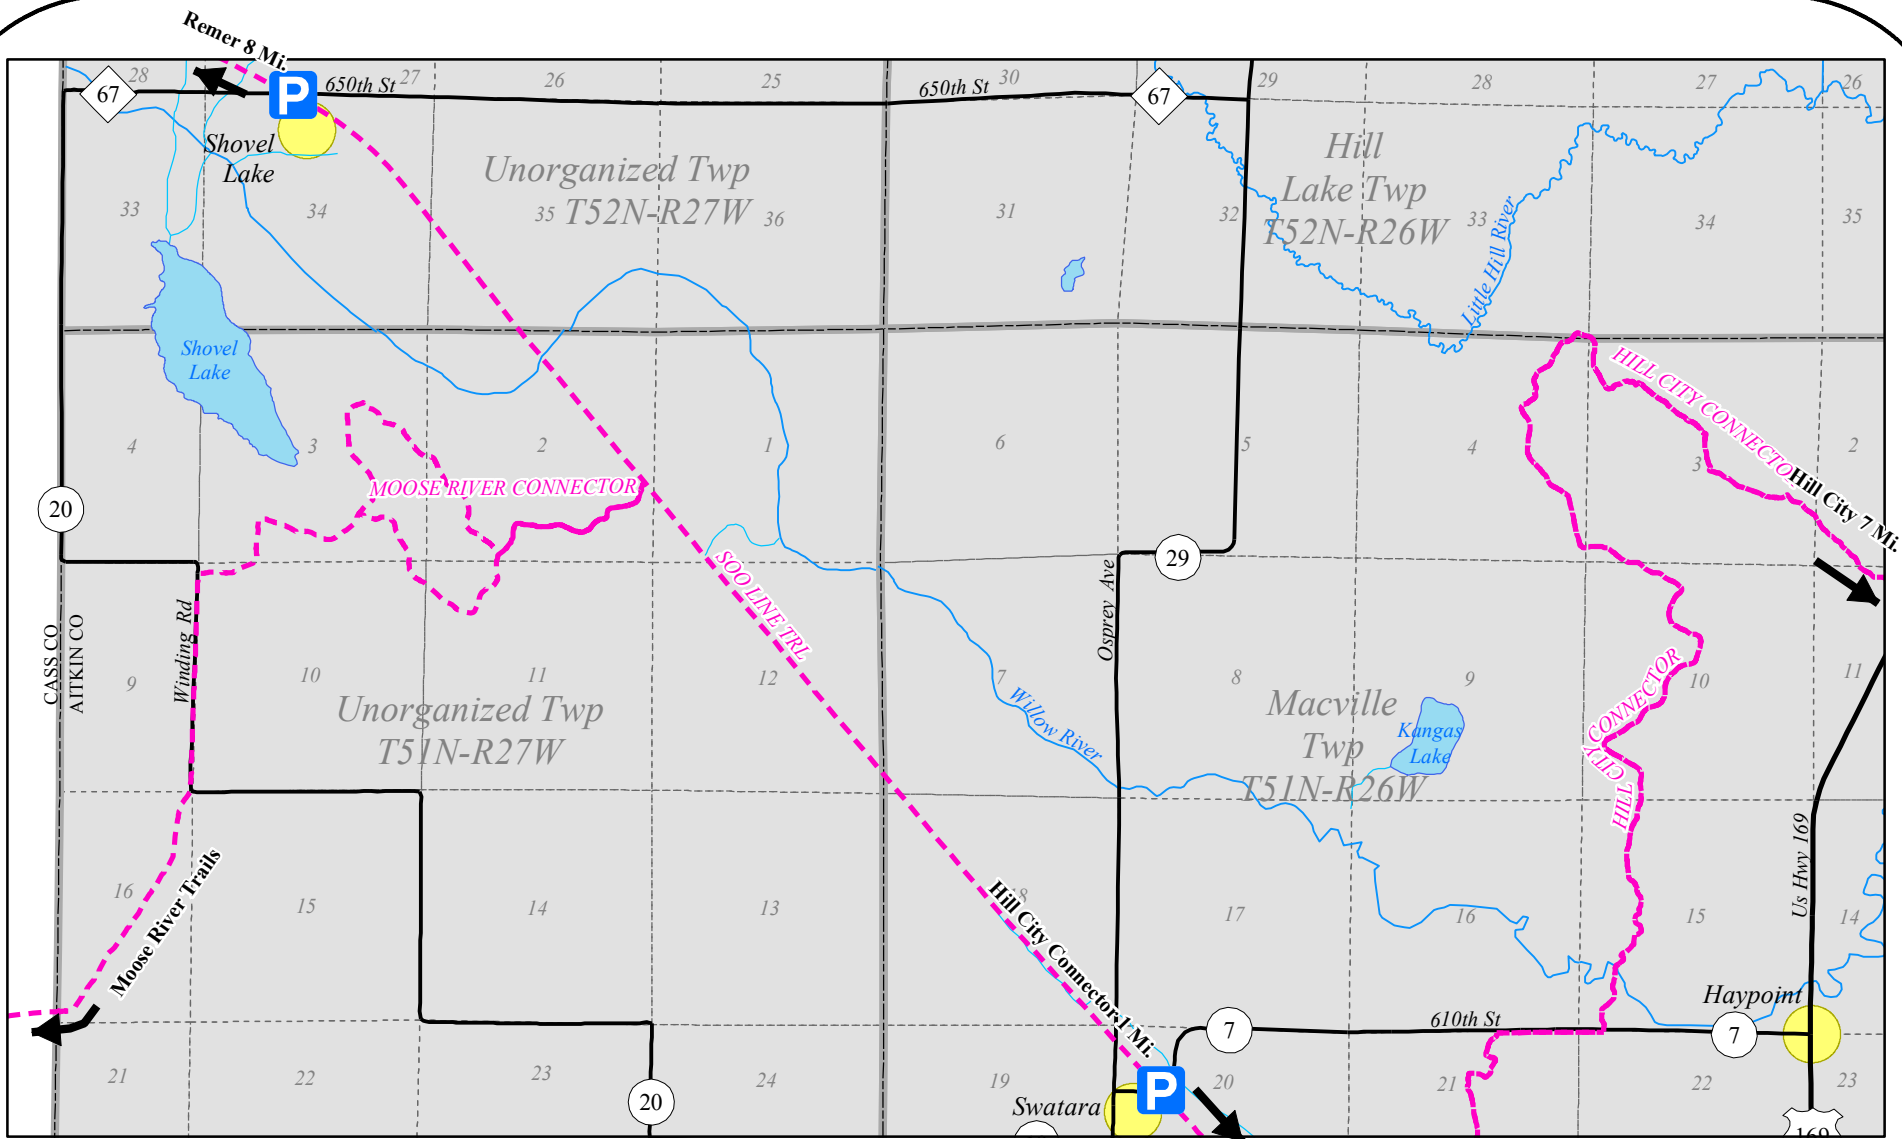 Remer 8 Mi.
28
27
26
25
30
29
28
27
26
67
P
650th St
650th St
67
Shovel
Lake
Unorganized Twp
T52N-R27W
Hill
Lake Twp
T52N-R26W
33
34
35
36
31
32
33
34
35
Little Hill River
Shovel
Lake
HILL CITY CONNECTO
4
3
2
1
6
5
4
3
2
MOOSE RIVER CONNECTOR
Hill City 7 Mi.
20
29
SOO LINE TRL
Osprey Ave
CASS CO
AITKIN CO
Winding Rd
9
10
11
12
7
8
9
10
11
Unorganized Twp
T51N-R27W
Willow River
Macville
Twp
T51N-R26W
Kangas
Lake
HILL CITY CONNECTOR
Us Hwy 169
16
15
14
13
18
17
16
15
14
Moose River Trails
Hill City Connector 1 Mi.
Haypoint
7
610th St
7
21
22
23
24
19
20
21
22
23
20
Swatara
P
169